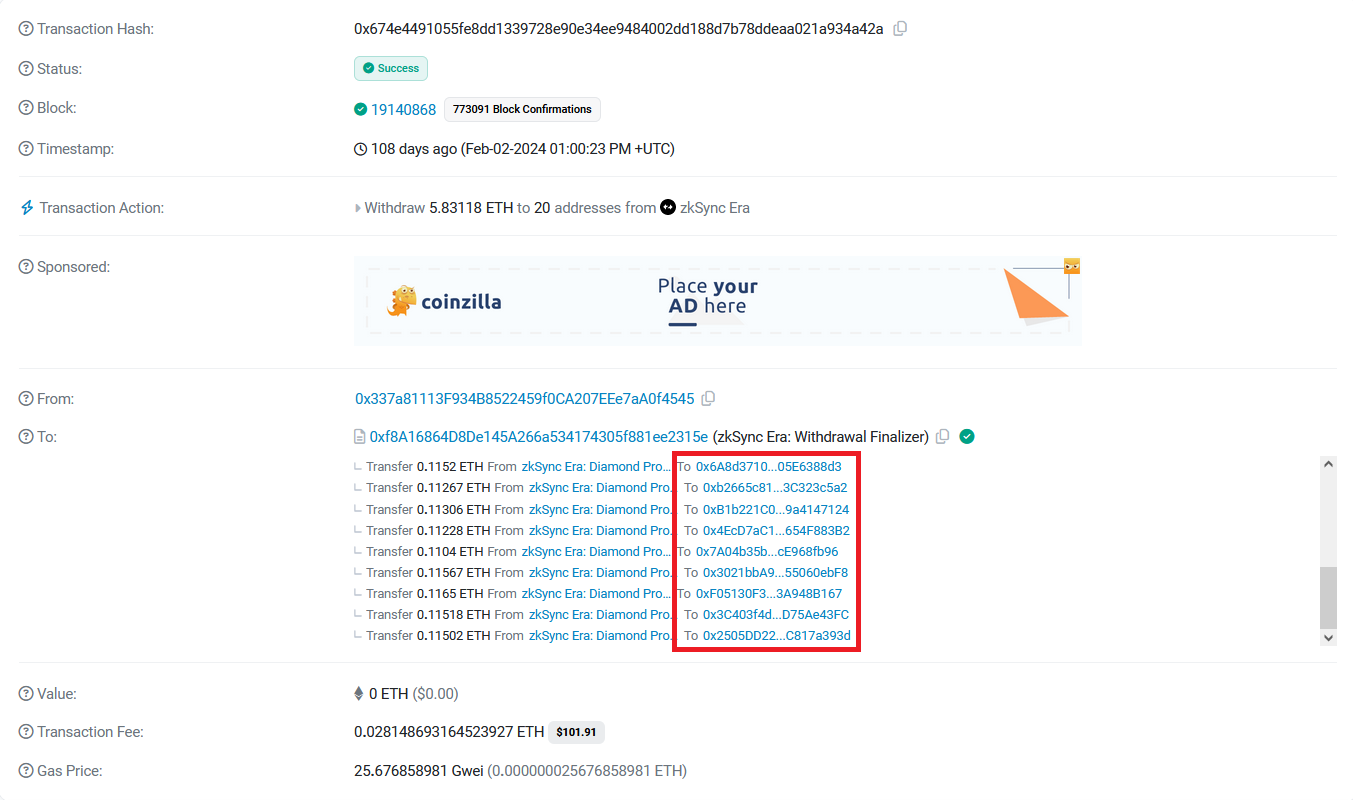 Transaction Hash: 0x674e4491055fe8dd1339728e90e34ee9484002dd188d7b78ddeaa021a934a42a
Status: Success
Block: 19140868 773091 Block Confirmations
Timestamp: 108 days ago (Feb-02-2024 01:00:23 PM +UTC)
Transaction Action: Withdraw 5.83118 ETH to 20 addresses from zkSync Era
Sponsored: coinzilla Place your
AD here
From: 0x337a81113F934B8522459f0CA207EEe7aA0f4545
To: 0xf8A16864D8De145A266a534174305f881ee2315e (zkSync Era: Withdrawal Finalizer)
Transfer 0.1152 ETH From zkSync Era: Diamond Pro... To 0x6A8d3710...05E6388d3
Transfer 0.11267 ETH From zkSync Era: Diamond Pro... To 0xb2665c81...3C323c5a2
Transfer 0.11306 ETH From zkSync Era: Diamond Pro... To 0xB1b221C0...9a4147124
Transfer 0.11228 ETH From zkSync Era: Diamond Pro... To 0x4EcD7aC1...654F883B2
Transfer 0.1104 ETH From zkSync Era: Diamond Pro... To 0x7A04b35b...cE968fb96
Transfer 0.11567 ETH From zkSync Era: Diamond Pro... To 0x3021bbA9...55060ebF8
Transfer 0.1165 ETH From zkSync Era: Diamond Pro... To 0xF05130F3...3A948B167
Transfer 0.11518 ETH From zkSync Era: Diamond Pro... To 0x3C403f4d...D75Ae43FC
Transfer 0.11502 ETH From zkSync Era: Diamond Pro... To 0x2505DD22...C817a393d
Value: 0 ETH ($0.00)
Transaction Fee: 0.028148693164523927 ETH $101.91
Gas Price: 25.676858981 Gwei (0.000000025676858981 ETH)